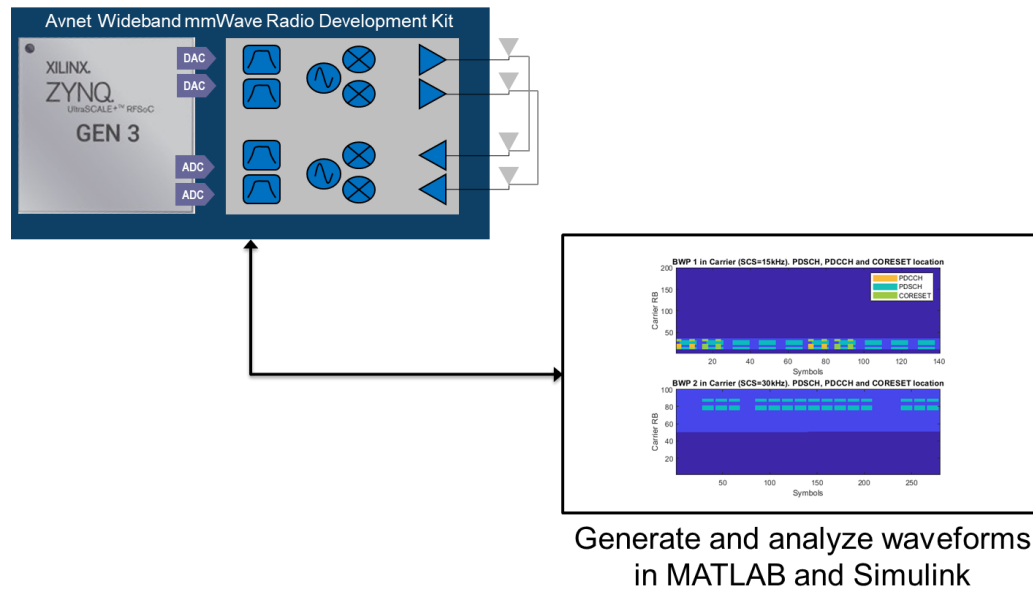 Avnet Wideband mmWave Radio Development Kit
XILINX
ZYNQ
UltraSCALE+™ RFSoC
GEN 3
DAC
DAC
ADC
ADC
BWP 1 in Carrier (SCS=15kHz). PDSCH, PDCCH and CORESET location
PDCCH
PDSCH
CORESET
Carrier RB
200
150
100
50
20 40 60 80 100 120 140
Symbols
BWP 2 in Carrier (SCS=30kHz). PDSCH, PDCCH and CORESET location
Carrier RB
100
80
60
40
20
50 100 150 200 250
Symbols
Generate and analyze waveforms
in MATLAB and Simulink